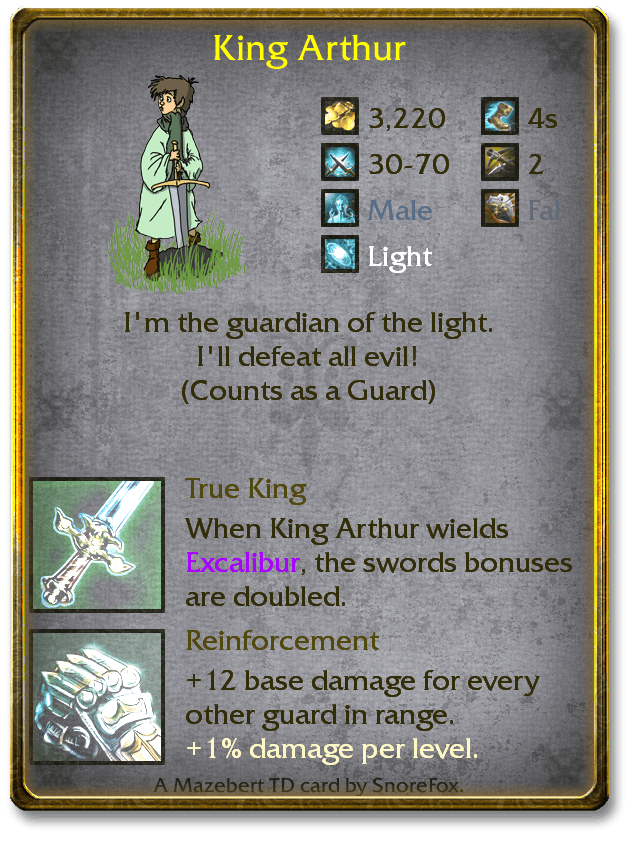 King Arthur
3,220 4s
30-70 2
Male Fal
Light
I'm the guardian of the light.
I'll defeat all evil!
(Counts as a Guard)
True King
When King Arthur wields
Excalibur, the swords bonuses
are doubled.
Reinforcement
+12 base damage for every
other guard in range.
+1% damage per level.
A Mazebert TD card by SnoreFox.